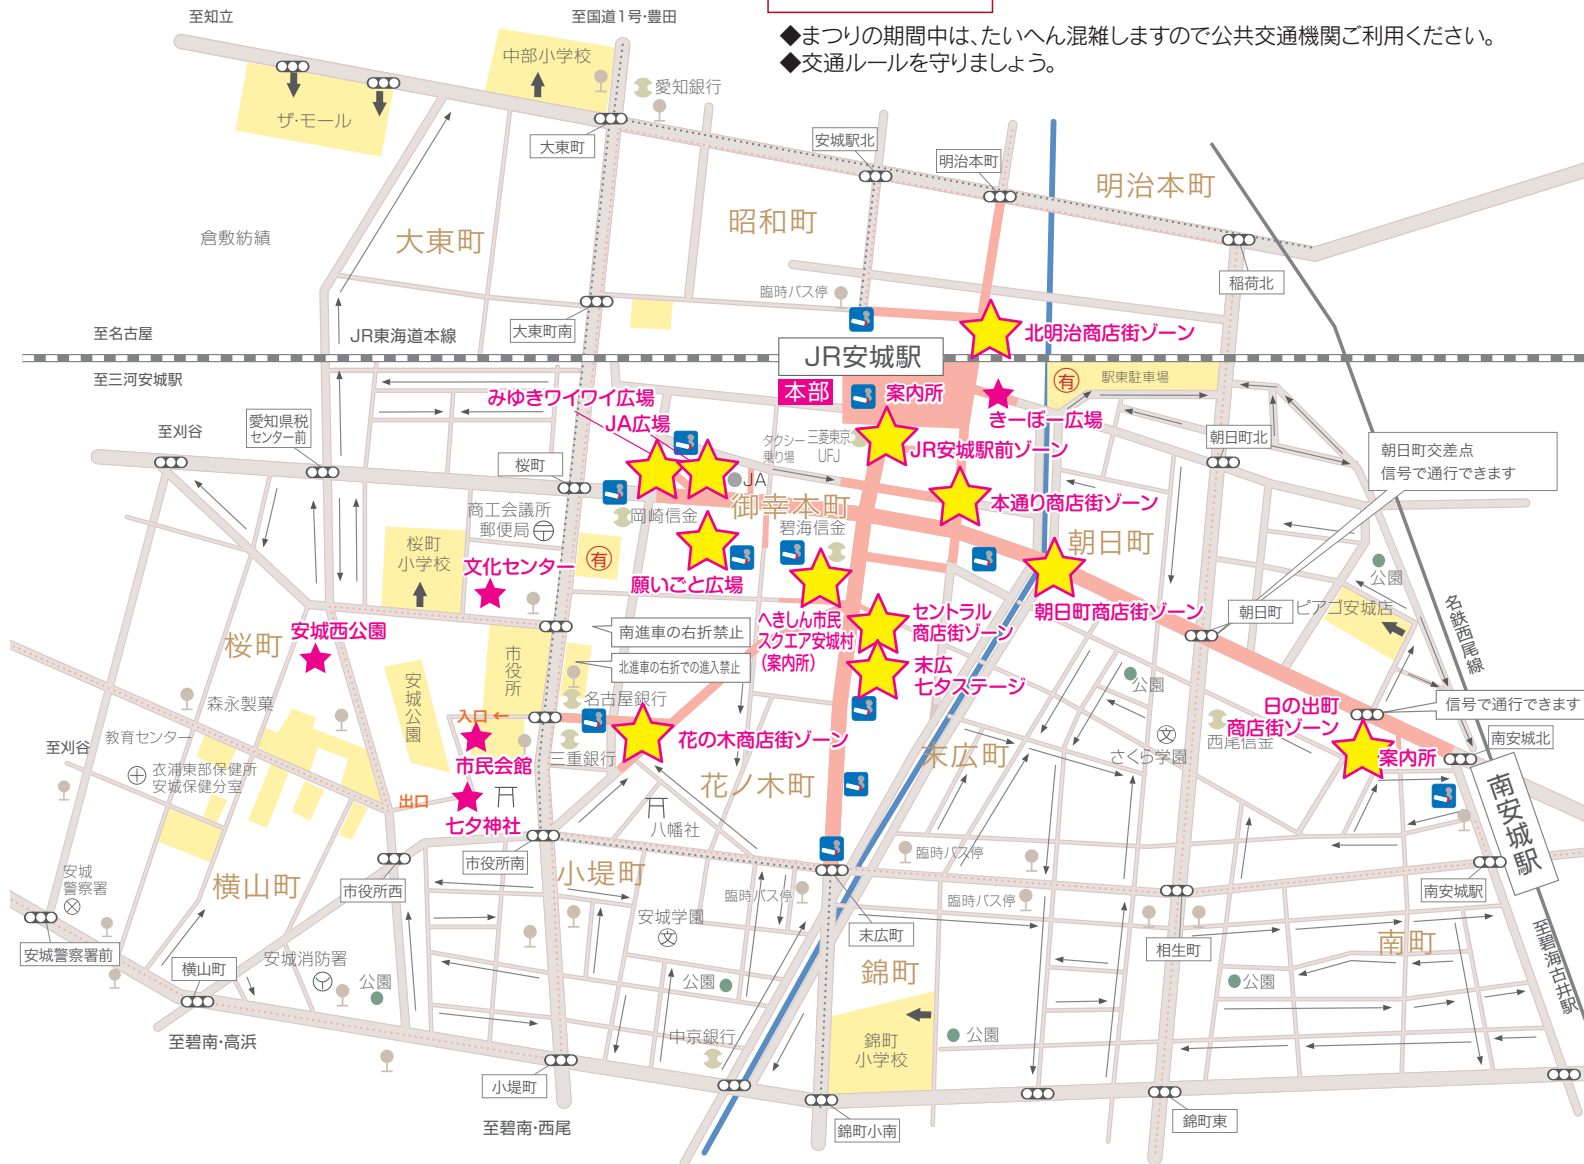 至知立
至国道1号・豊田
◆まつりの期間中は、たいへん混雑しますので公共交通機関ご利用ください。
◆交通ルールを守りましょう。
中部小学校
愛知銀行
ザ・モール
大東町
安城駅北
明治本町
明治本町
昭和町
大東町
倉敷紡績
稲荷北
臨時バス停
大東町南
北明治商店街ゾーン
至名古屋
JR東海道本線
JR安城駅
至三河安城駅
本部
案内所
有
駅東駐車場
みゆきワイワイ広場
JA広場
きーぼー広場
愛知県税
センター前
至刈谷
タクシー
乗り場
三菱東京
UFJ
JR安城駅前ゾーン
朝日町北
朝日町交差点
信号で通行できます
桜町
JA
本通り商店街ゾーン
商工会議所
郵便局
岡崎信金
御幸本町
碧海信金
朝日町
桜町
小学校
有
文化センター
願いごと広場
公園
朝日町商店街ゾーン
朝日町
ピアゴ安城店
名鉄西尾線
へきしん市民
スクエア安城村
(案内所)
セントラル
商店街ゾーン
安城西公園
桜町
南進車の右折禁止
市役所
北進車の右折での進入禁止
末広
七夕ステージ
公園
安城公園
名古屋銀行
日の出町
商店街ゾーン
信号で通行できます
森永製菓
入口←
花の木商店街ゾーン
西尾信金
南安城北
至刈谷
教育センター
市民会館
三重銀行
末広町
文
さくら学園
案内所
衣浦東部保健所
安城保健分室
花ノ木町
南安城駅
出口
七夕神社
八幡社
市役所南
臨時バス停
安城
警察署
横山町
市役所西
小堤町
臨時バス停
臨時バス停
南安城駅
安城警察署前
安城学園
文
末広町
相生町
南町
至碧海古井駅
横山町
安城消防署
公園
公園
錦町
公園
至碧南・高浜
中京銀行
錦町
小学校
公園
小堤町
至碧南・西尾
錦町小南
錦町東